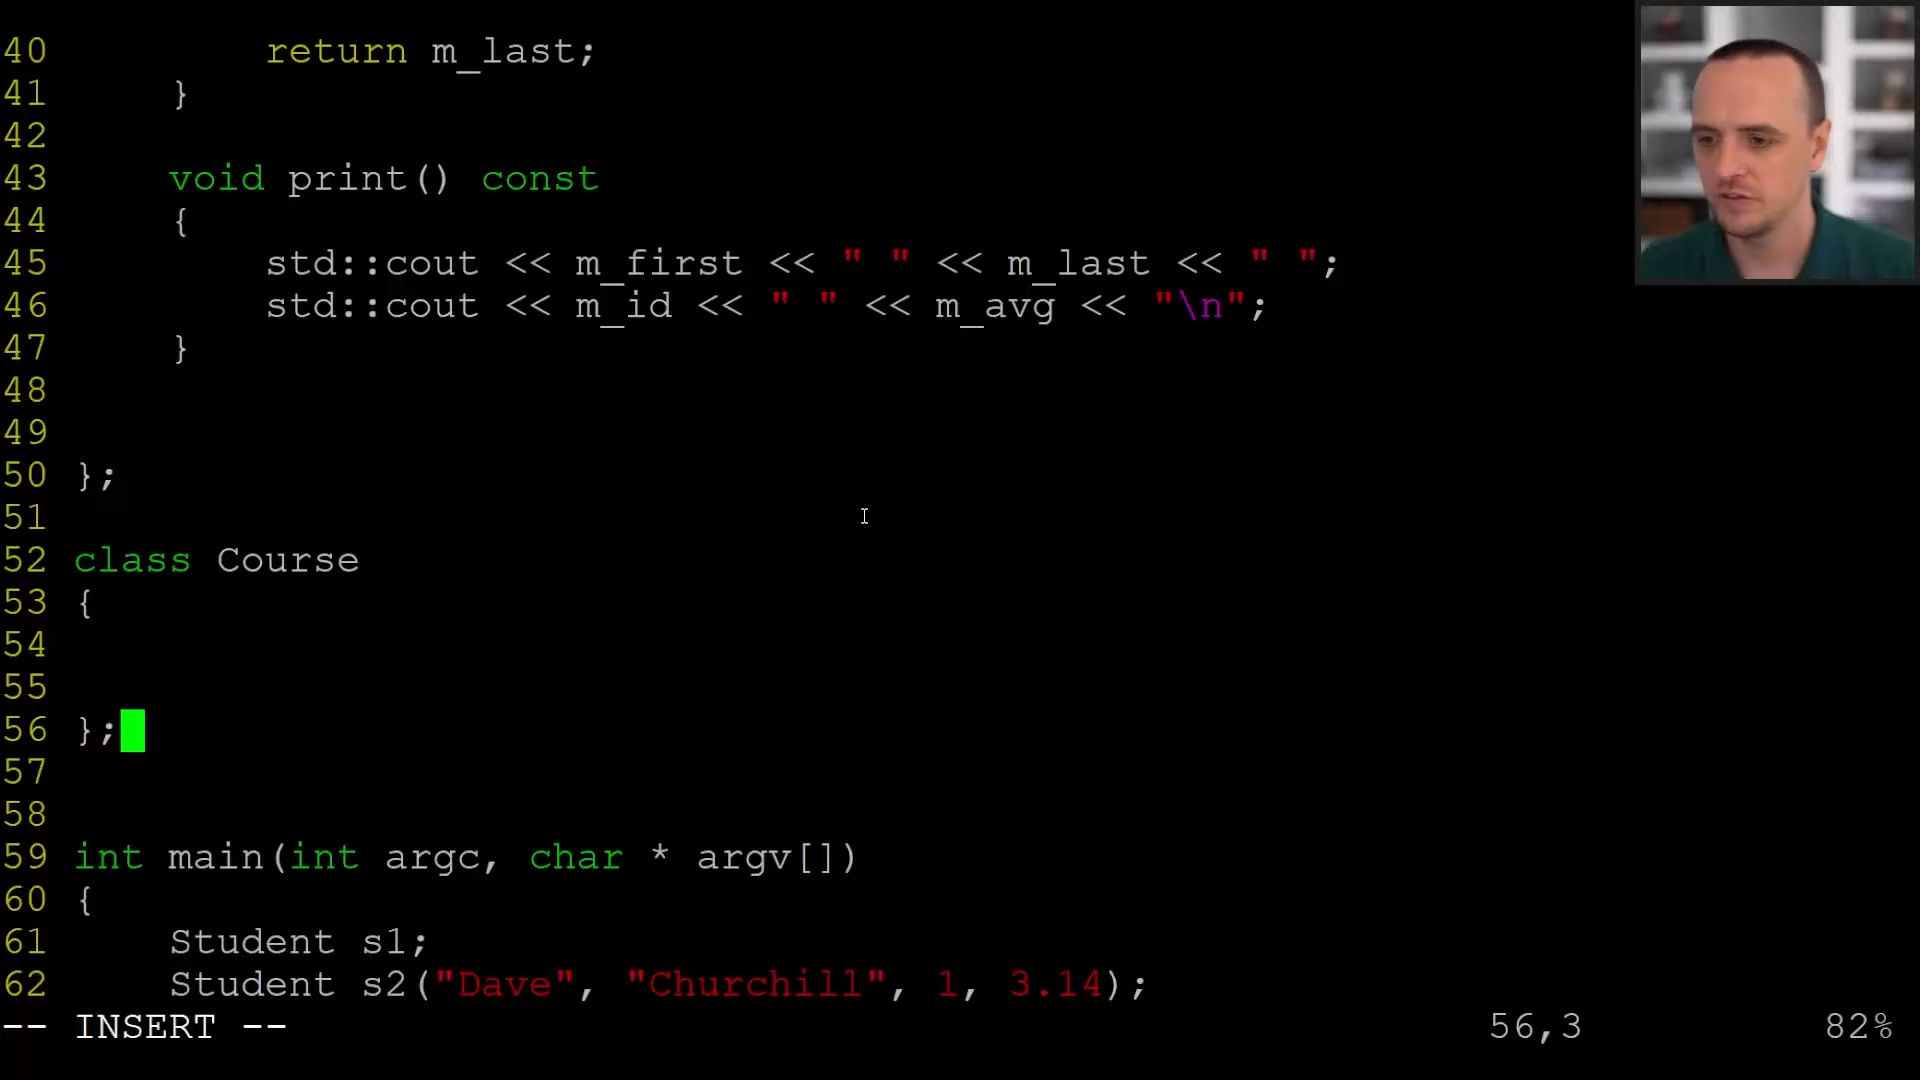 40         return m_last;
41     }
42
43     void print() const
44     {
45         std::cout << m_first << " " << m_last << " ";
46         std::cout << m_id << " " << m_avg << "\n";
47     }
48
49
50 };
51
52 class Course
53 {
54
55
56 };
57
58
59 int main(int argc, char * argv[])
60 {
61     Student s1;
62     Student s2("Dave", "Churchill", 1, 3.14);
-- INSERT -- 56,3 82%